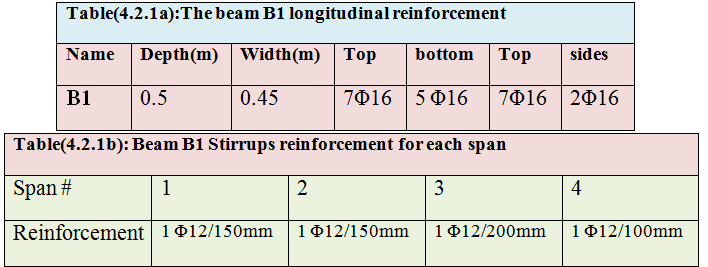 Table(4.2.1a):The beam B1 longitudinal reinforcement
Name Depth(m) Width(m) Top bottom Top sides
B1 0.5 0.45 7Φ16 5 Φ16 7Φ16 2Φ16
Table(4.2.1b): Beam B1 Stirrups reinforcement for each span
Span # 1 2 3 4
Reinforcement 1 Φ12/150mm 1 Φ12/150mm 1 Φ12/200mm 1 Φ12/100mm